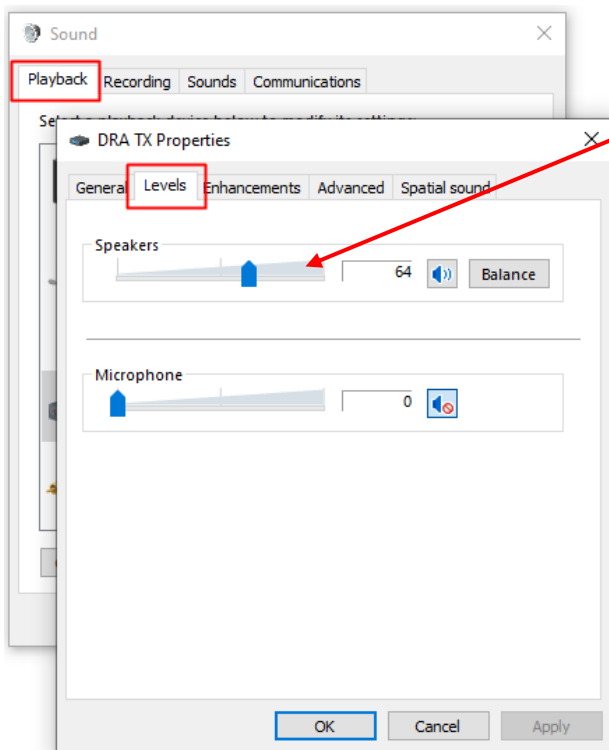 Sound
Playback Recording Sounds Communications
DRA TX Properties
General Levels Enhancements Advanced Spatial sound
Speakers
64 Balance
Microphone
0
OK Cancel Apply